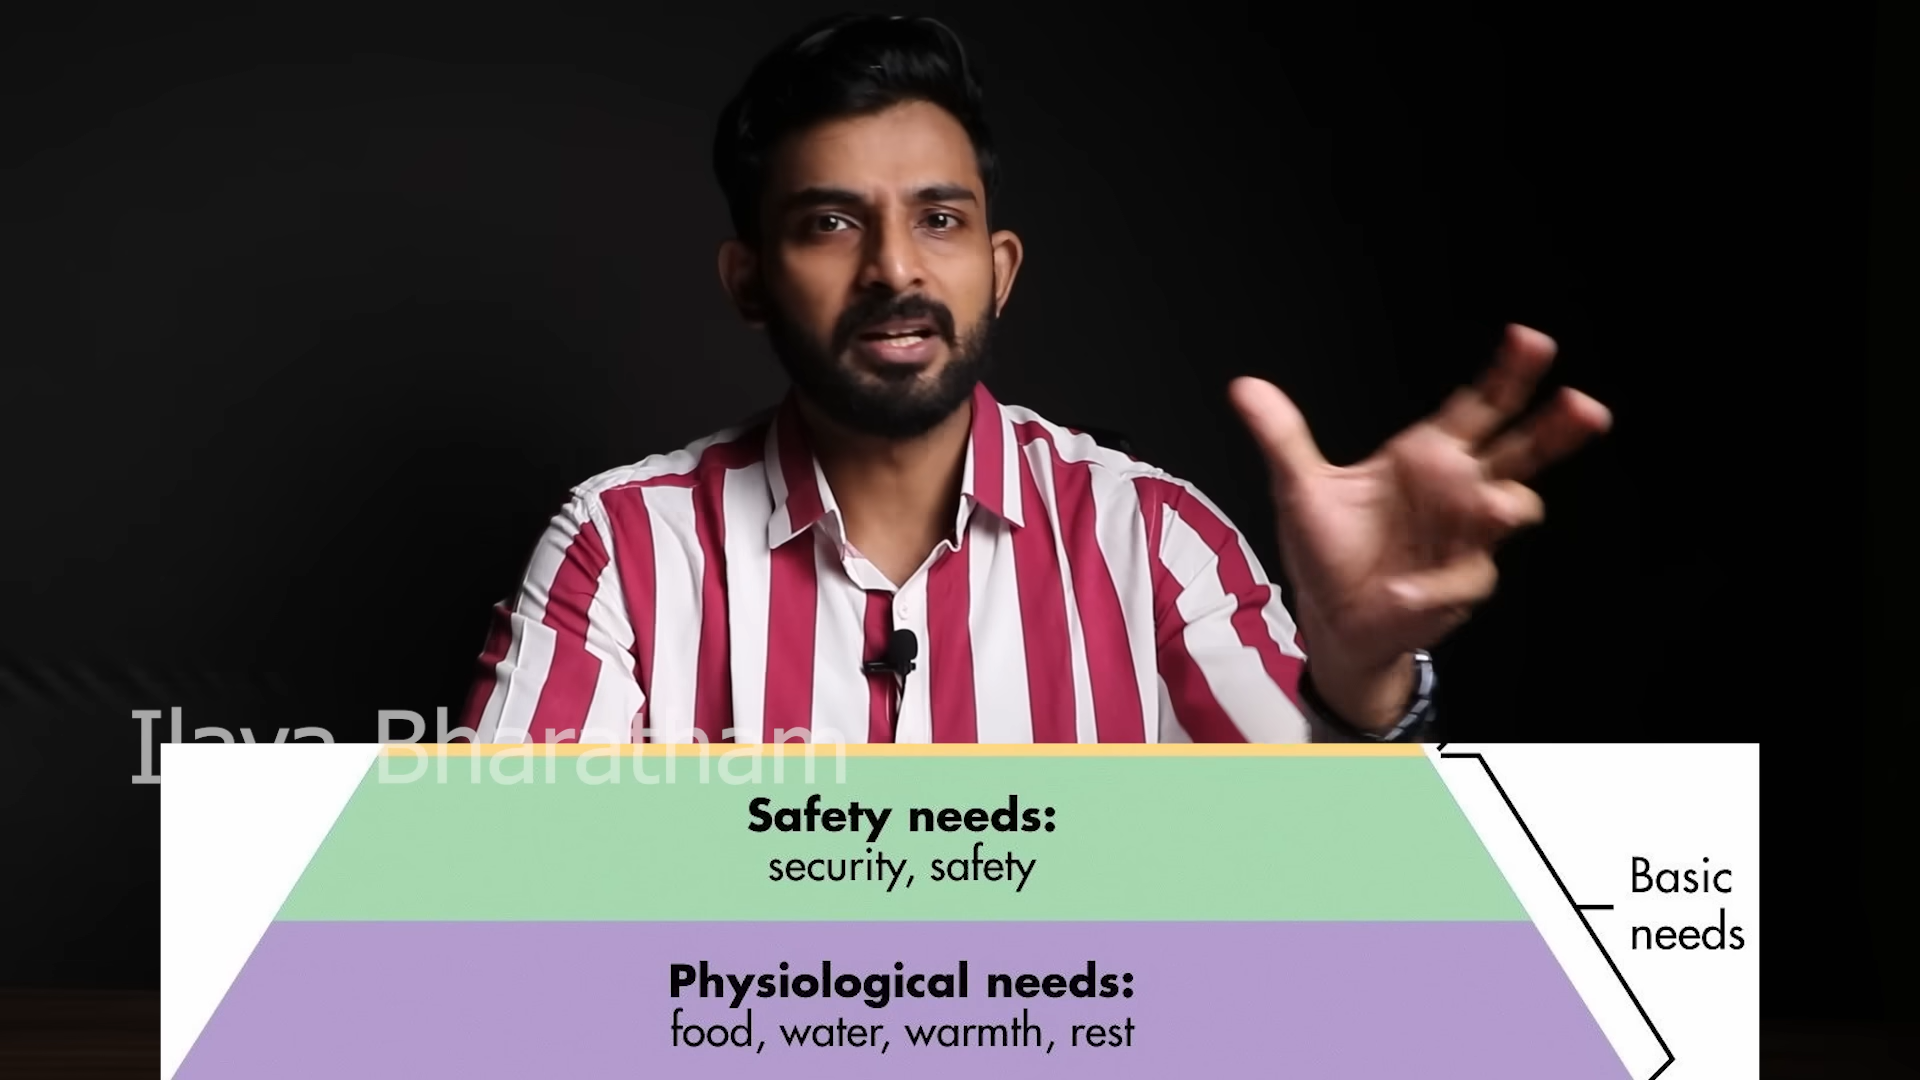 Ilaya Bharatham
Safety needs:
security, safety
Basic
needs
Physiological needs:
food, water, warmth, rest